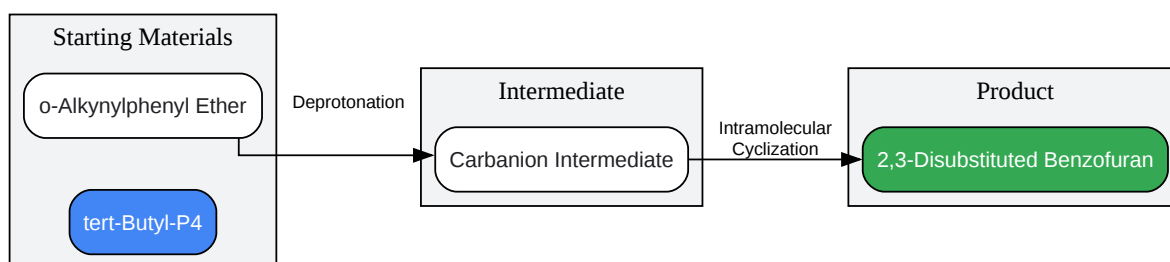 Starting Materials
o-Alkynylphenyl Ether
tert-Butyl-P4
Deprotonation
Intermediate
Carbanion Intermediate
Intramolecular
Cyclization
Product
2,3-Disubstituted Benzofuran